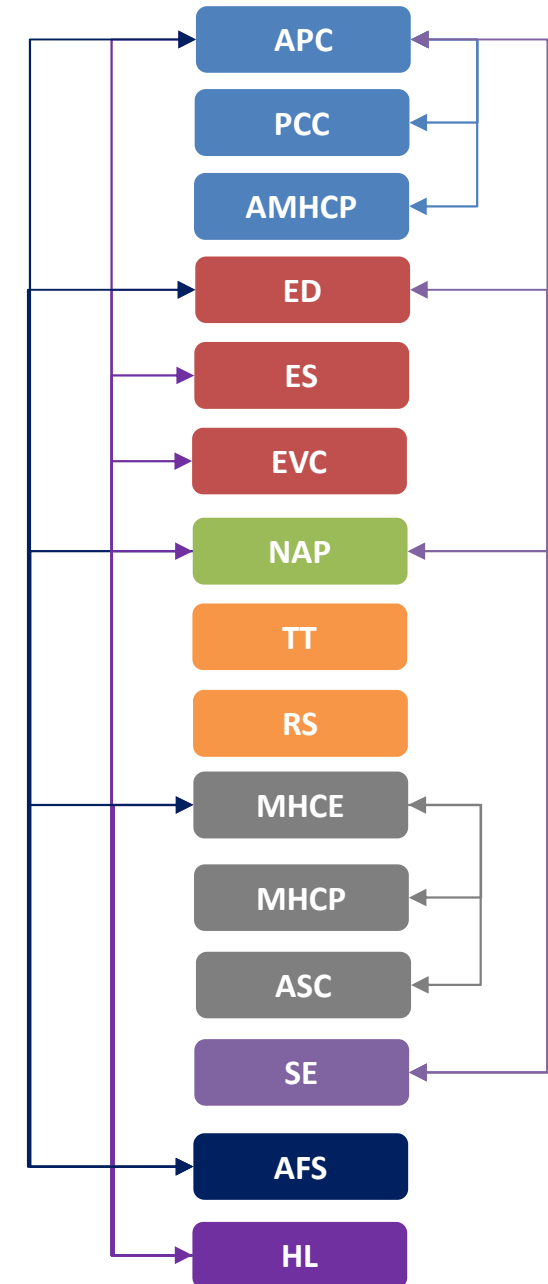 APC
PCC
AMHCP
ED
ES
EVC
NAP
TT
RS
MHCE
MHCP
ASC
SE
AFS
HL